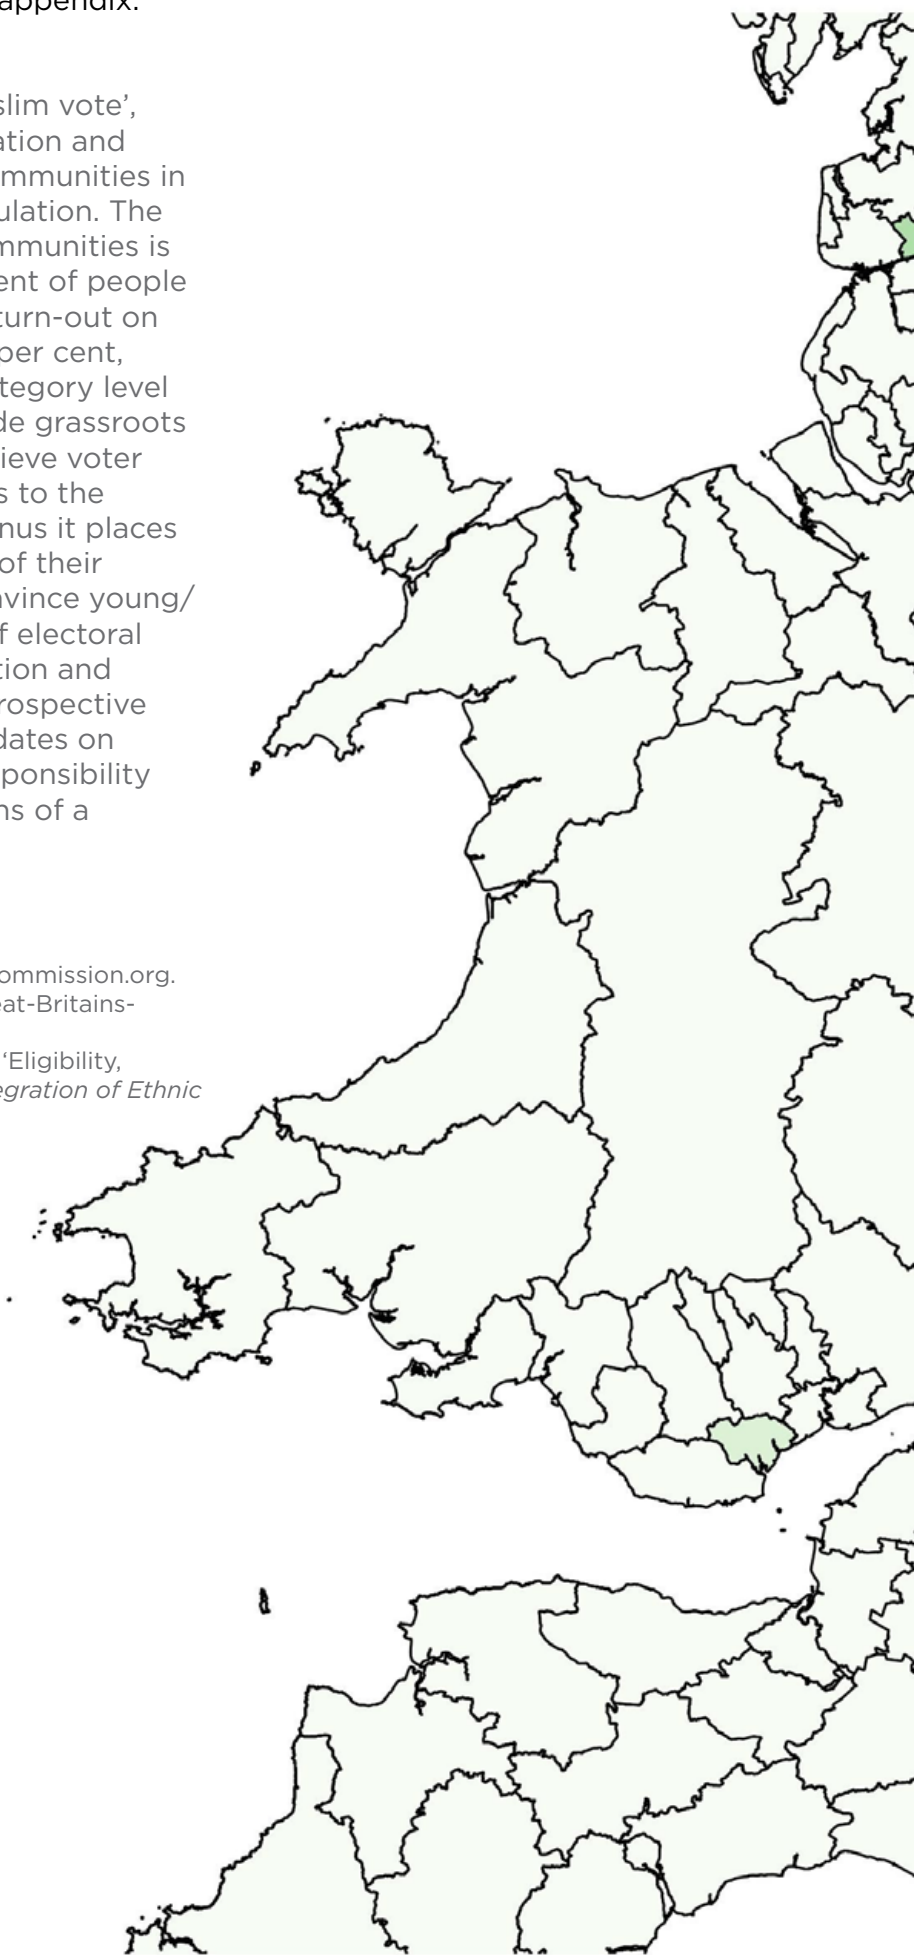 appendix.
slim vote’,
ation and
mmunities in
ulation. The
mmunities is
ent of people
turn-out on
per cent,
tegory level
de grassroots
ieve voter
s to the
nus it places
of their
nvince young/
f electoral
tion and
rospective
dates on
ponsibility
ns of a
ommission.org.
eat-Britains-
‘Eligibility,
egration of Ethnic